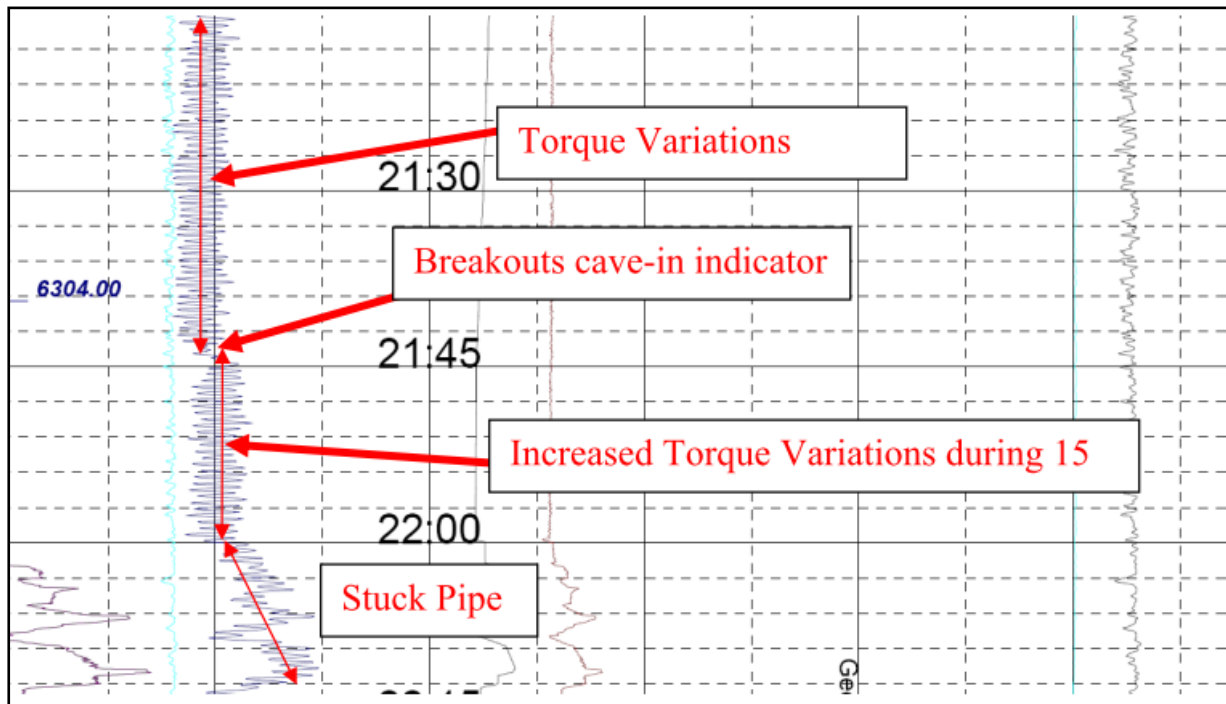 Torque Variations
21:30
Breakouts cave-in indicator
6304.00
21:45
Increased Torque Variations during 15
22:00
Stuck Pipe